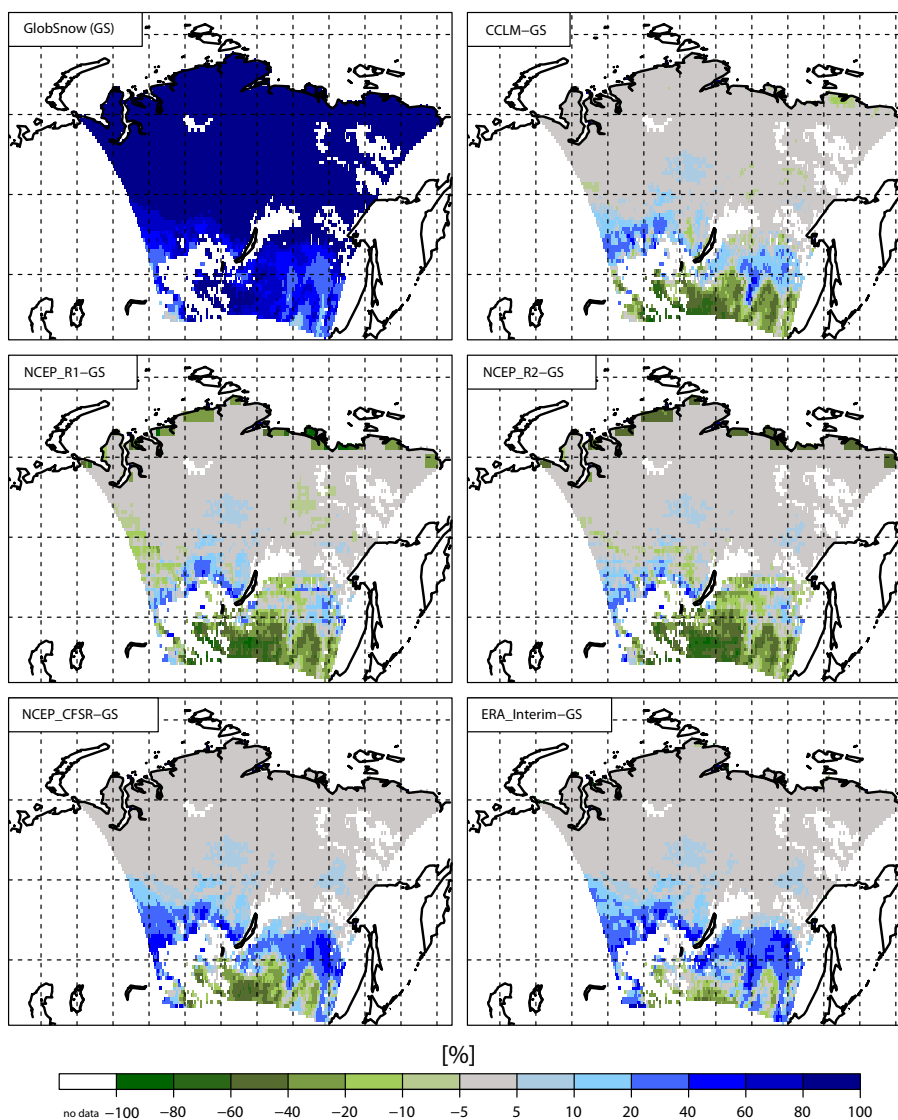 GlobSnow (GS)
CCLM−GS
NCEP_R1−GS
NCEP_R2−GS
NCEP_CFSR−GS
ERA_Interim−GS
[%]
no data −100 −80 −60 −40 −20 −10 −5 5 10 20 40 60 80 100